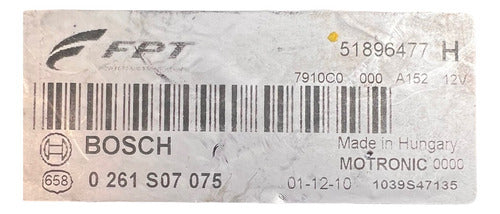 FPT
51896477 H
7910C0 000 A152 12V
BOSCH
Made in Hungary
MOTRONIC 0000
658 0 261 S07 075 01-12-10 1039S47135